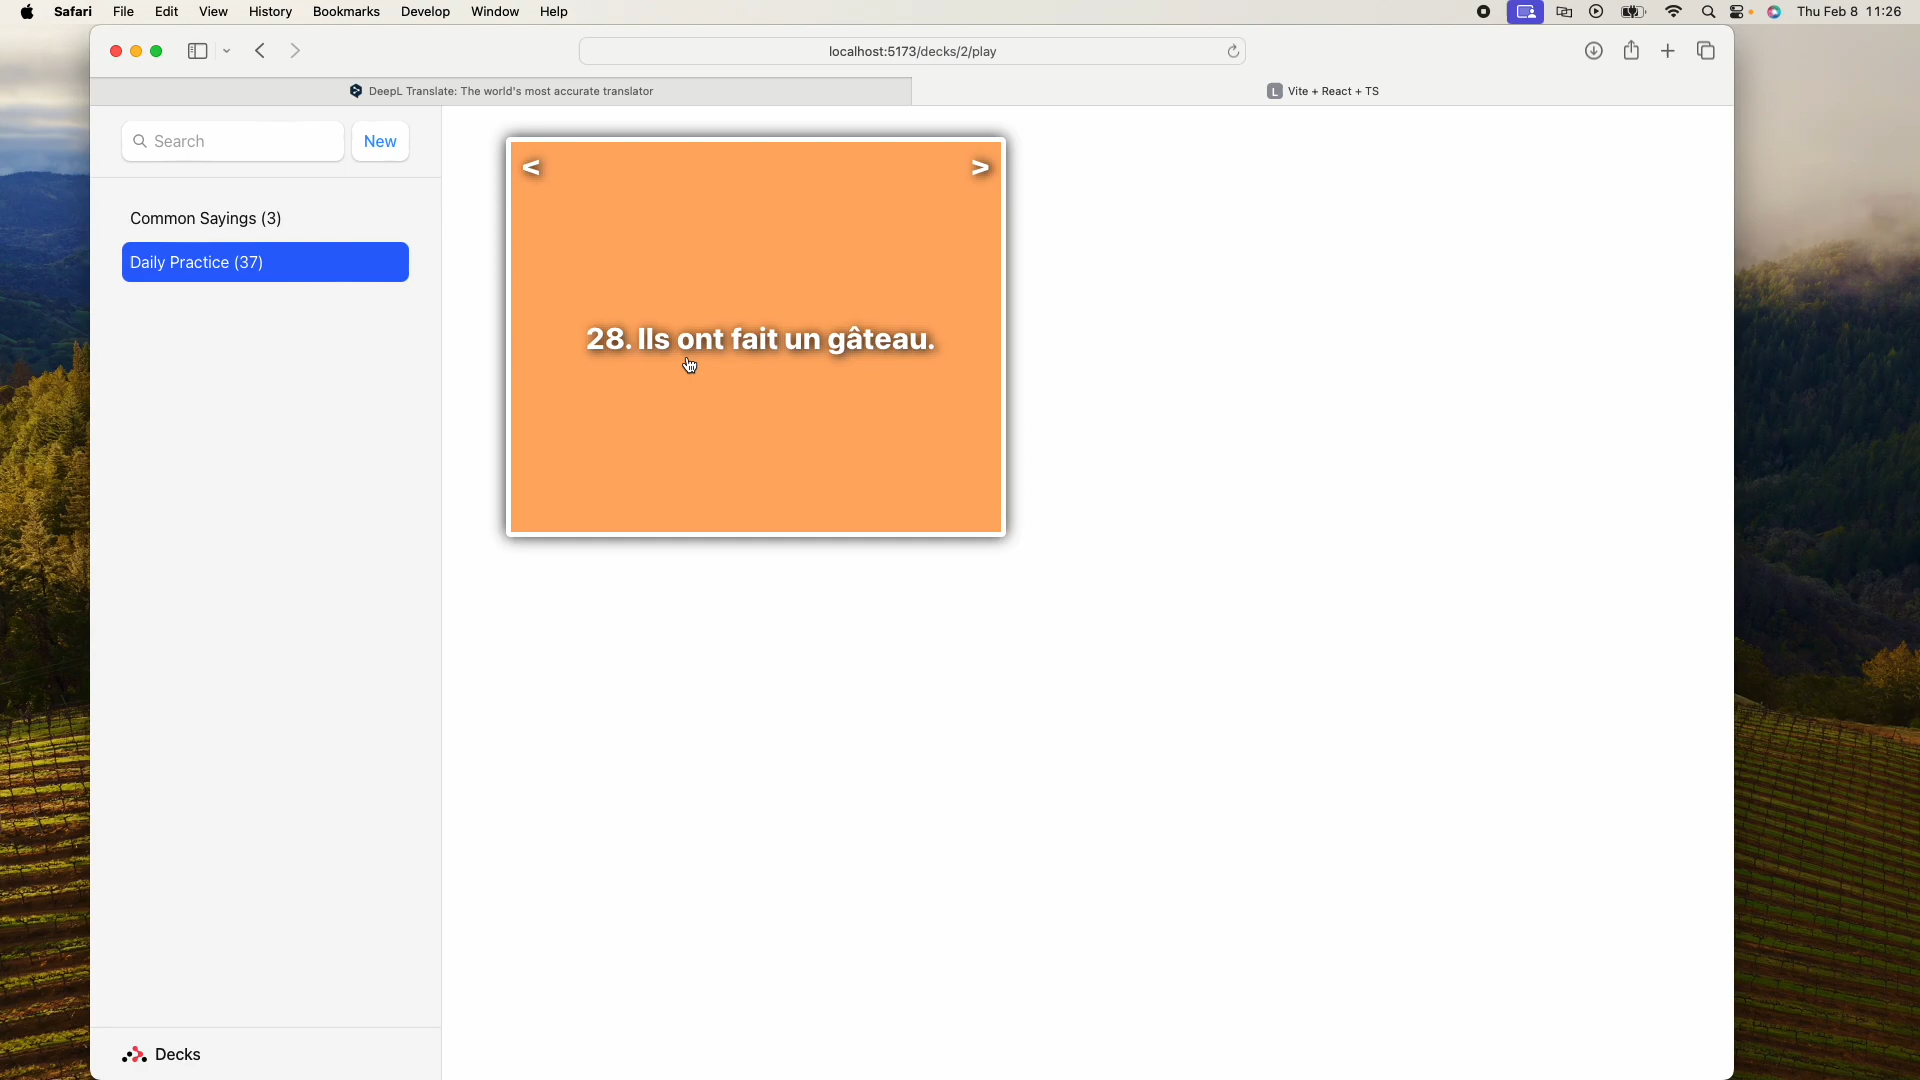 Safari File Edit View History Bookmarks Develop Window Help Thu Feb 8 11:26
localhost:5173/decks/2/play
DeepL Translate: The world's most accurate translator
L Vite + React + TS
Search New
Common Sayings (3)
Daily Practice (37)
< >
28. Ils ont fait un gâteau.
Decks